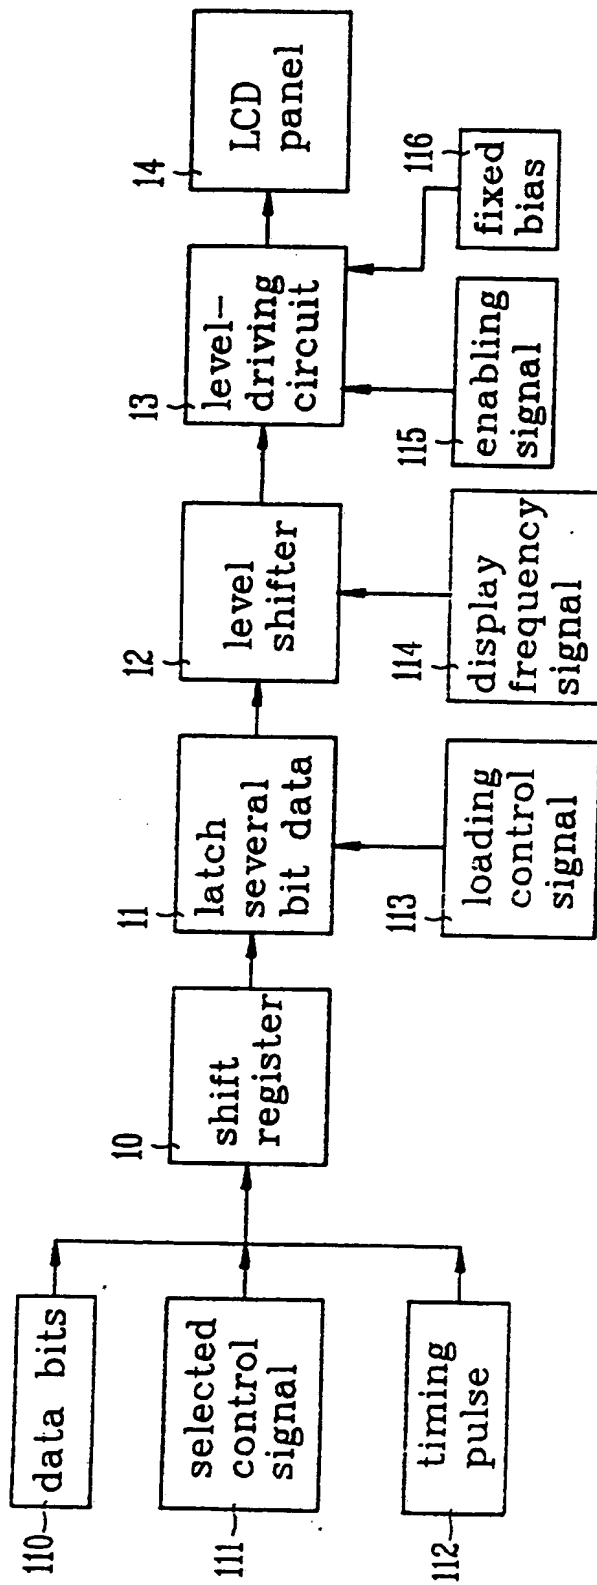 110
data bits
111
selected
control
signal
112
timing
pulse
10
shift
register
11
latch
several
bit data
113
loading
control
signal
12
level
shifter
114
display
frequency
signal
13
level-
driving
circuit
115
enabling
signal
116
fixed
bias
14
LCD
panel